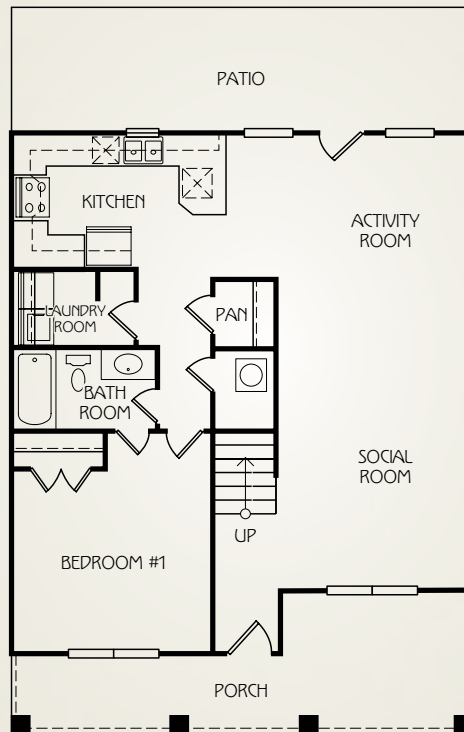 PATIO
KITCHEN
ACTIVITY
ROOM
LAUNDRY
ROOM
PAN
BATH
ROOM
SOCIAL
ROOM
UP
BEDROOM #1
PORCH